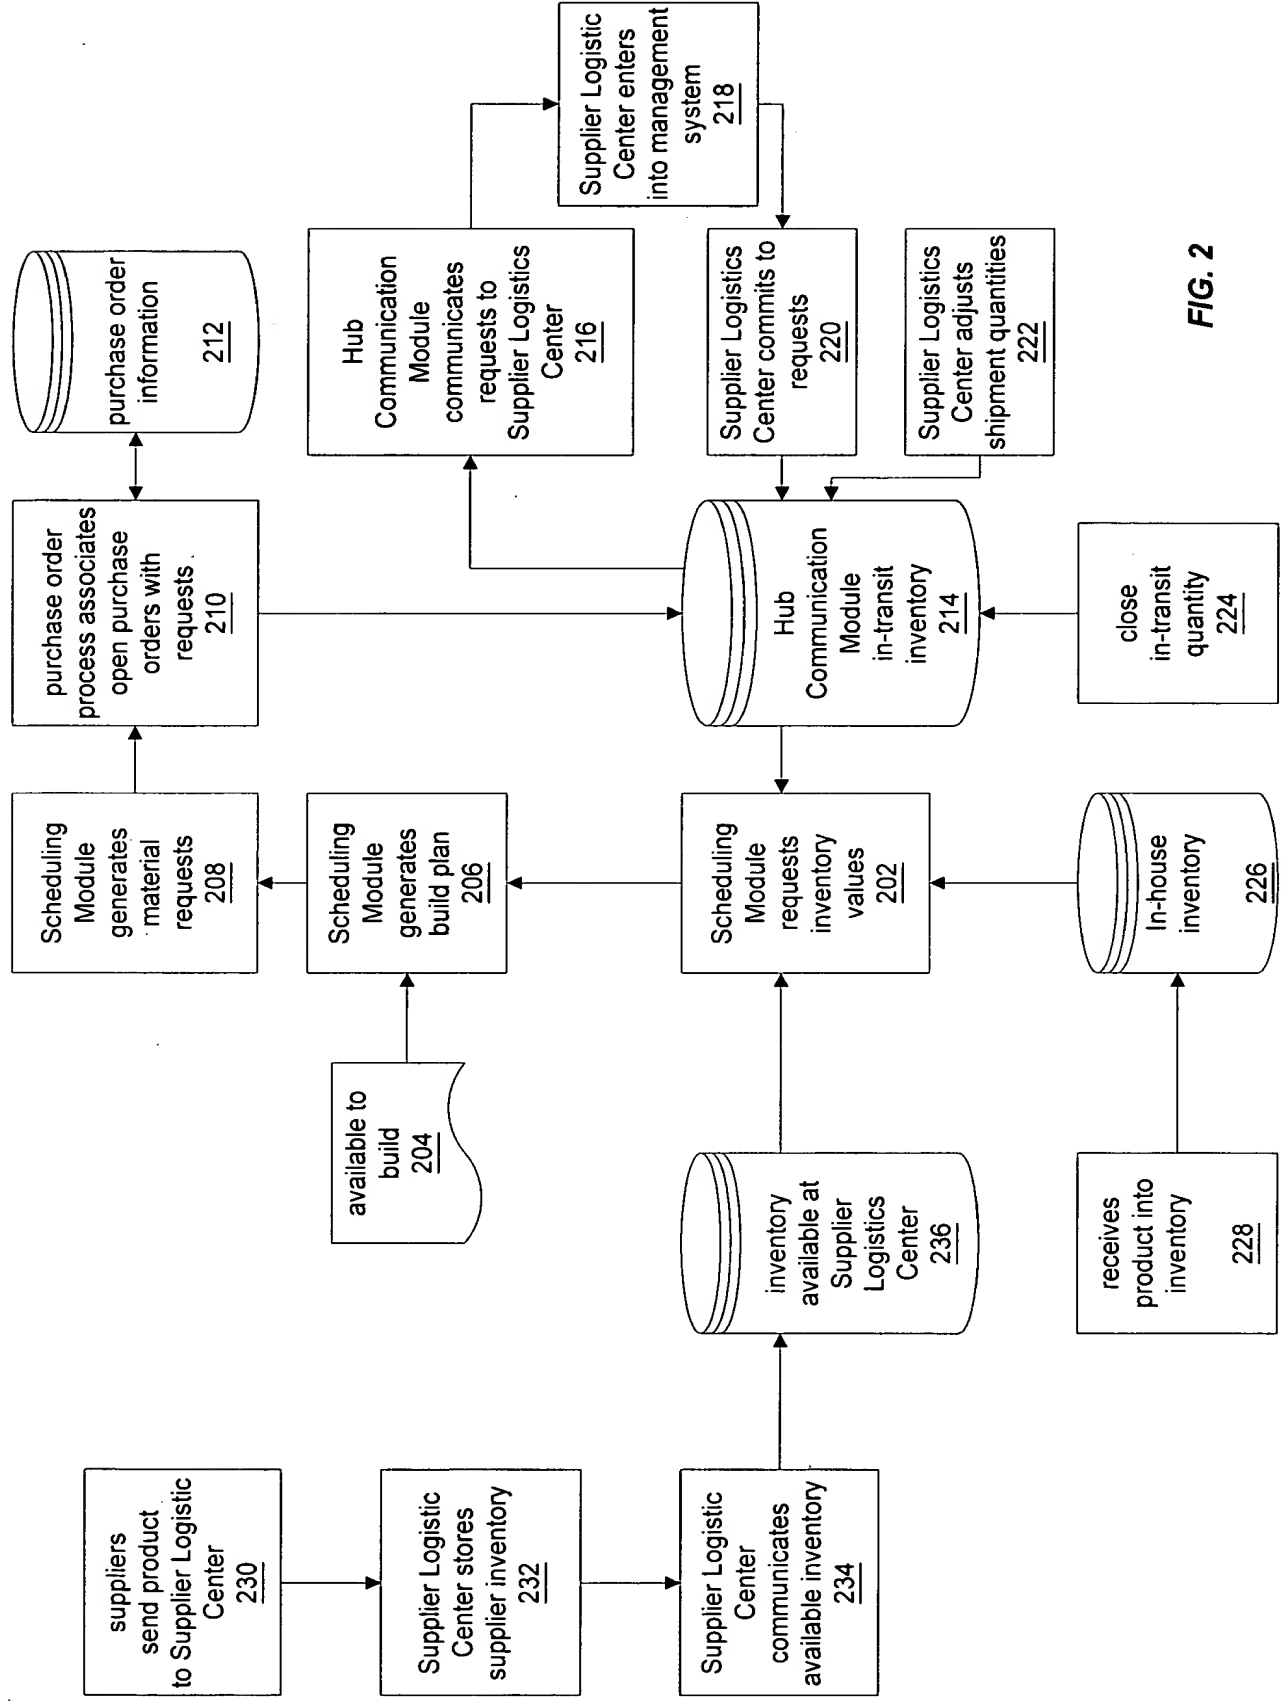 suppliers
send product
to Supplier Logistic
Center
230
Supplier Logistic
Center stores
supplier inventory
232
Supplier Logistic
Center
communicates
available inventory
234
available to
build
204
inventory
available at
Supplier
Logistics
Center
236
receives
product into
inventory
228
Scheduling
Module
generates
material
requests
208
Scheduling
Module
generates
build plan
206
Scheduling
Module
requests
inventory
values
202
In-house
inventory
226
purchase order
process associates
open purchase
orders with
requests
210
Hub
Communication
Module
in-transit
inventory
214
close
in-transit
quantity
224
purchase order
information
212
Hub
Communication
Module
communicates
requests to
Supplier Logistics
Center
216
Supplier Logistics
Center commits to
requests
220
Supplier Logistics
Center adjusts
shipment quantities
222
Supplier Logistic
Center enters
into management
system
218
FIG. 2